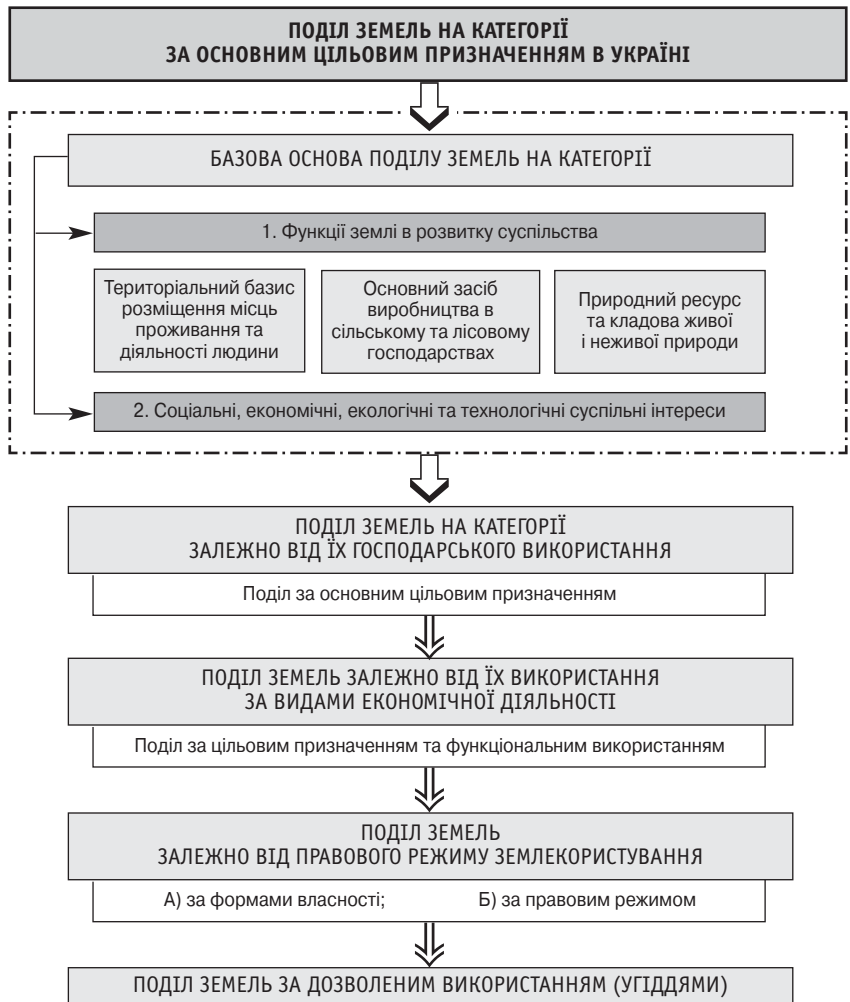 ПОДІЛ ЗЕМЕЛЬ НА КАТЕГОРІЇ
ЗА ОСНОВНИМ ЦІЛЬОВИМ ПРИЗНАЧЕННЯМ В УКРАЇНІ
БАЗОВА ОСНОВА ПОДІЛУ ЗЕМЕЛЬ НА КАТЕГОРІЇ
1. Функції землі в розвитку суспільства
Територіальний базис
розміщення місць
проживання та
діяльності людини
Основний засіб
виробництва в
сільському та лісовому
господарствах
Природний ресурс
та кладова живої
і неживої природи
2. Соціальні, економічні, екологічні та технологічні суспільні інтереси
ПОДІЛ ЗЕМЕЛЬ НА КАТЕГОРІЇ
ЗАЛЕЖНО ВІД ЇХ ГОСПОДАРСЬКОГО ВИКОРИСТАННЯ
Поділ за основним цільовим призначенням
ПОДІЛ ЗЕМЕЛЬ ЗАЛЕЖНО ВІД ЇХ ВИКОРИСТАННЯ
ЗА ВИДАМИ ЕКОНОМІЧНОЇ ДІЯЛЬНОСТІ
Поділ за цільовим призначенням та функціональним використанням
ПОДІЛ ЗЕМЕЛЬ
ЗАЛЕЖНО ВІД ПРАВОВОГО РЕЖИМУ ЗЕМЛЕКОРИСТУВАННЯ
А) за формами власності; Б) за правовим режимом
ПОДІЛ ЗЕМЕЛЬ ЗА ДОЗВОЛЕНИМ ВИКОРИСТАННЯМ (УГІДДЯМИ)